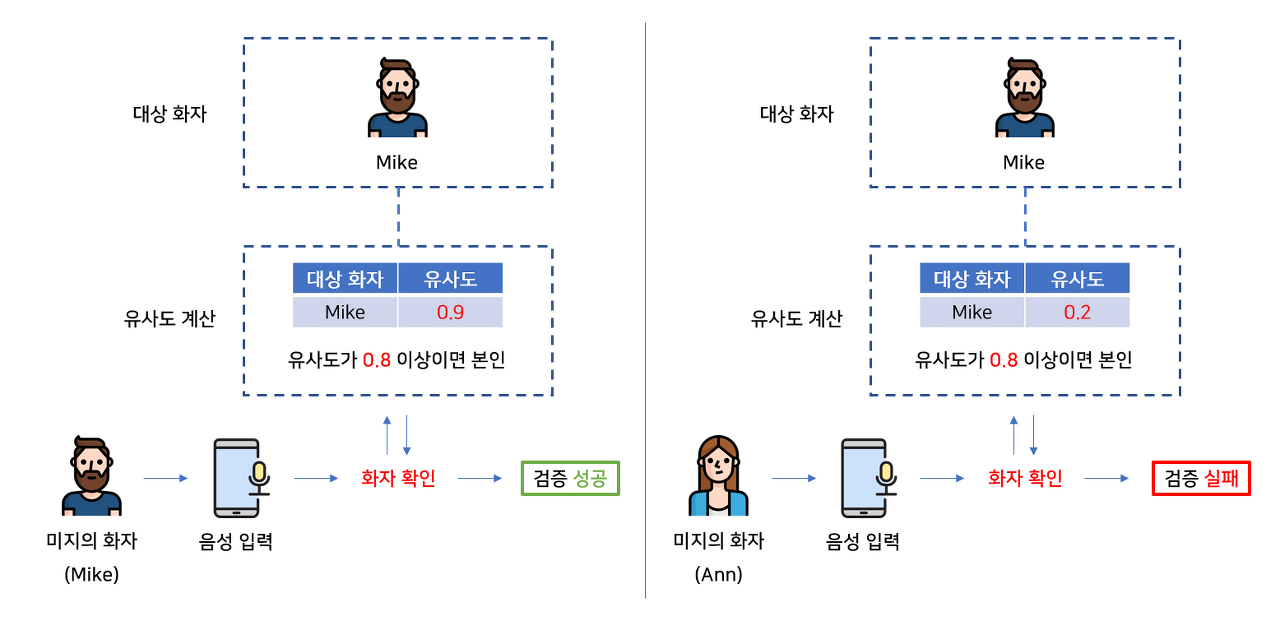 대상 화자
Mike
유사도 계산
대상 화자 유사도
Mike 0.9
유사도가 0.8 이상이면 본인
화자 확인
검증 성공
미지의 화자
(Mike)
음성 입력
대상 화자
Mike
유사도 계산
대상 화자 유사도
Mike 0.2
유사도가 0.8 이상이면 본인
화자 확인
검증 실패
미지의 화자
(Ann)
음성 입력